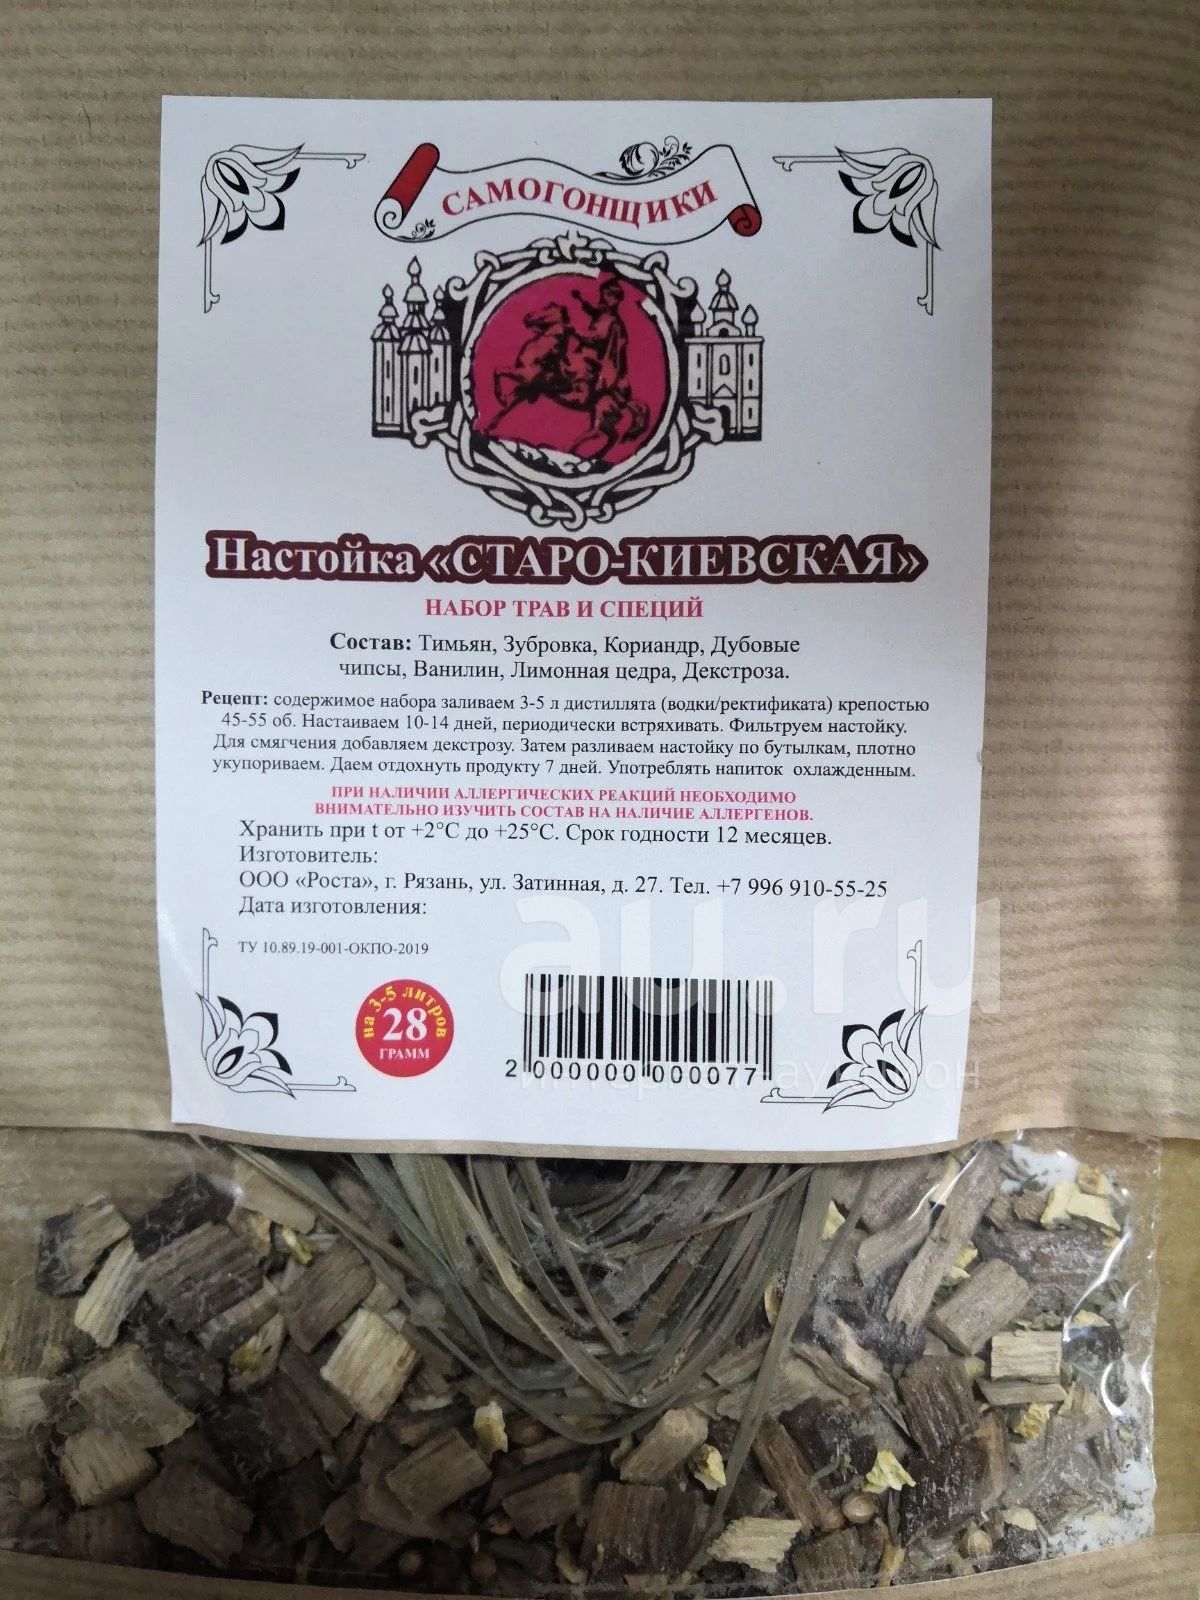 САМОГОНЩИКИ
Настойка «СТАРО-КИЕВСКАЯ»
НАБОР ТРАВ И СПЕЦИЙ
Состав: Тимьян, Зубровка, Кориандр, Дубовые
чипсы, Ванилин, Лимонная цедра, Декстроза.
Рецепт: содержимое набора заливаем 3-5 л дистиллята (водки/ректификата) крепостью
45-55 об. Настаиваем 10-14 дней, периодически встряхивать. Фильтруем настойку.
Для смягчения добавляем декстрозу. Затем разливаем настойку по бутылкам, плотно
укупориваем. Даем отдохнуть продукту 7 дней. Употреблять напиток охлажденным.
ПРИ НАЛИЧИИ АЛЛЕРГИЧЕСКИХ РЕАКЦИЙ НЕОБХОДИМО
ВНИМАТЕЛЬНО ИЗУЧИТЬ СОСТАВ НА НАЛИЧИЕ АЛЛЕРГЕНОВ.
Хранить при t от +2°С до +25°С. Срок годности 12 месяцев.
Изготовитель:
ООО «Роста», г. Рязань, ул. Затинная, д. 27. Тел. +7 996 910-55-25
Дата изготовления:
ТУ 10.89.19-001-ОКПО-2019
на 3-5 литров
28
ГРАММ
2 000000 000077
au.ru
интернет-аукцион